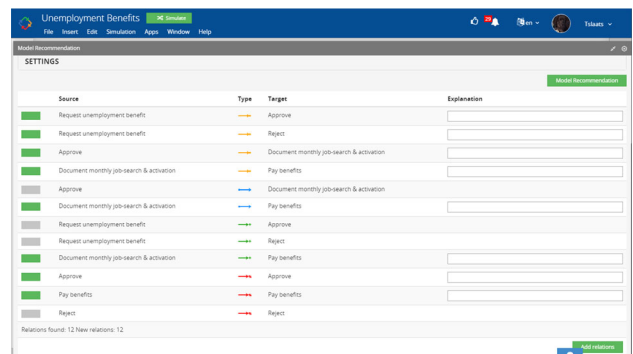 Unemployment Benefits Simulate
29 en Tslaats
File Insert Edit Simulation Apps Window Help
Model Recommendation
SETTINGS
Model Recommendation
Source Type Target Explanation
Request unemployment benefit Approve
Request unemployment benefit Reject
Approve Document monthly job-search & activation
Document monthly job-search & activation Pay benefits
Approve Document monthly job-search & activation
Document monthly job-search & activation Pay benefits
Request unemployment benefit Approve
Request unemployment benefit Reject
Document monthly job-search & activation Pay benefits
Approve Approve
Pay benefits Pay benefits
Reject Reject
Relations found: 12 New relations: 12
Add relations